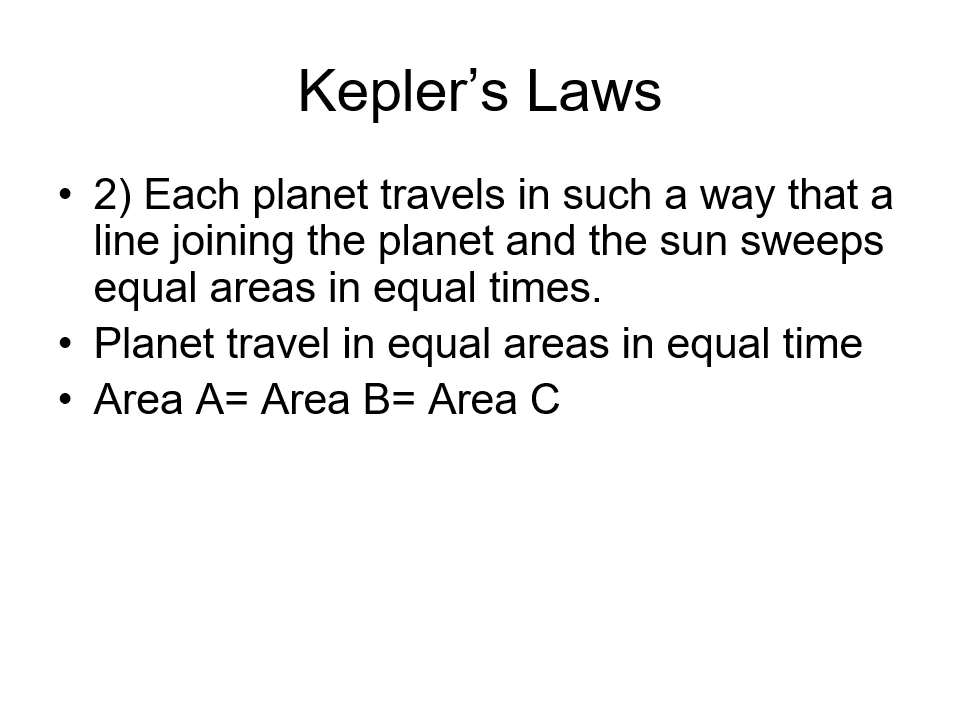 Kepler’s Laws
• 2) Each planet travels in such a way that a
line joining the planet and the sun sweeps
equal areas in equal times.
• Planet travel in equal areas in equal time
• Area A= Area B= Area C